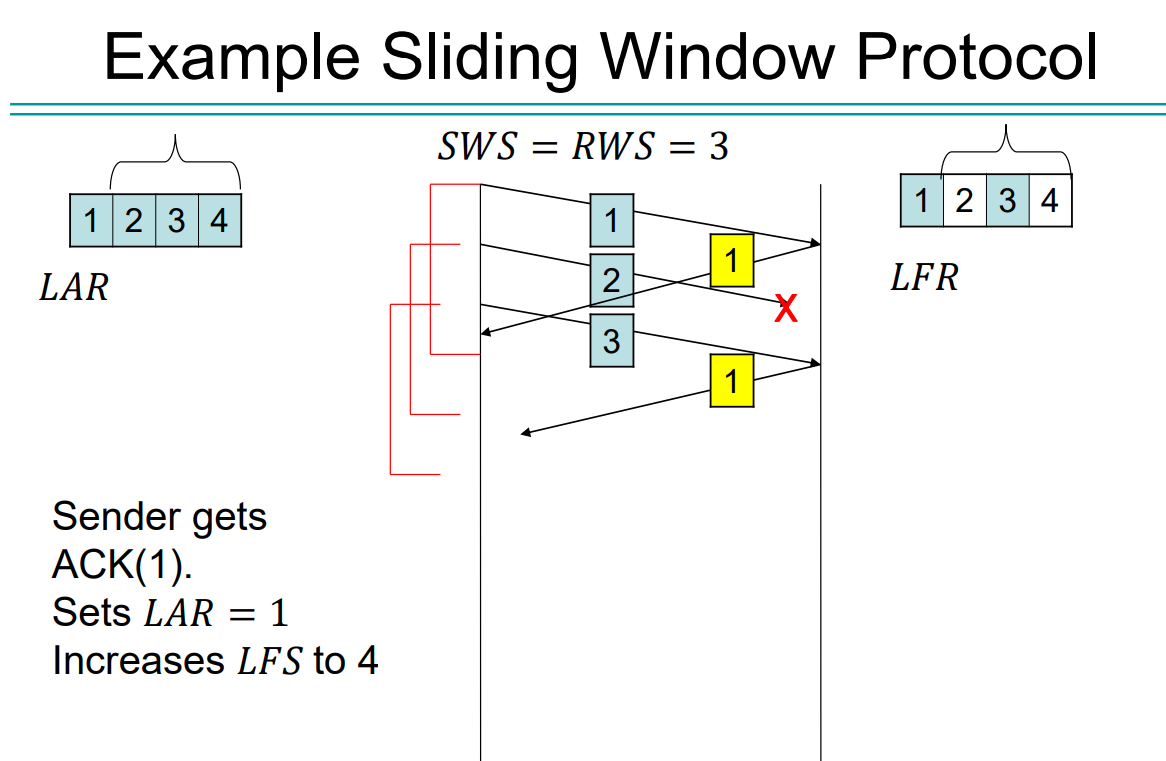 Example Sliding Window Protocol
SWS = RWS = 3
1 2 3 4
LAR
1 2 3 4
LFR
1
1
2
X
3
1
Sender gets
ACK(1).
Sets LAR = 1
Increases LFS to 4